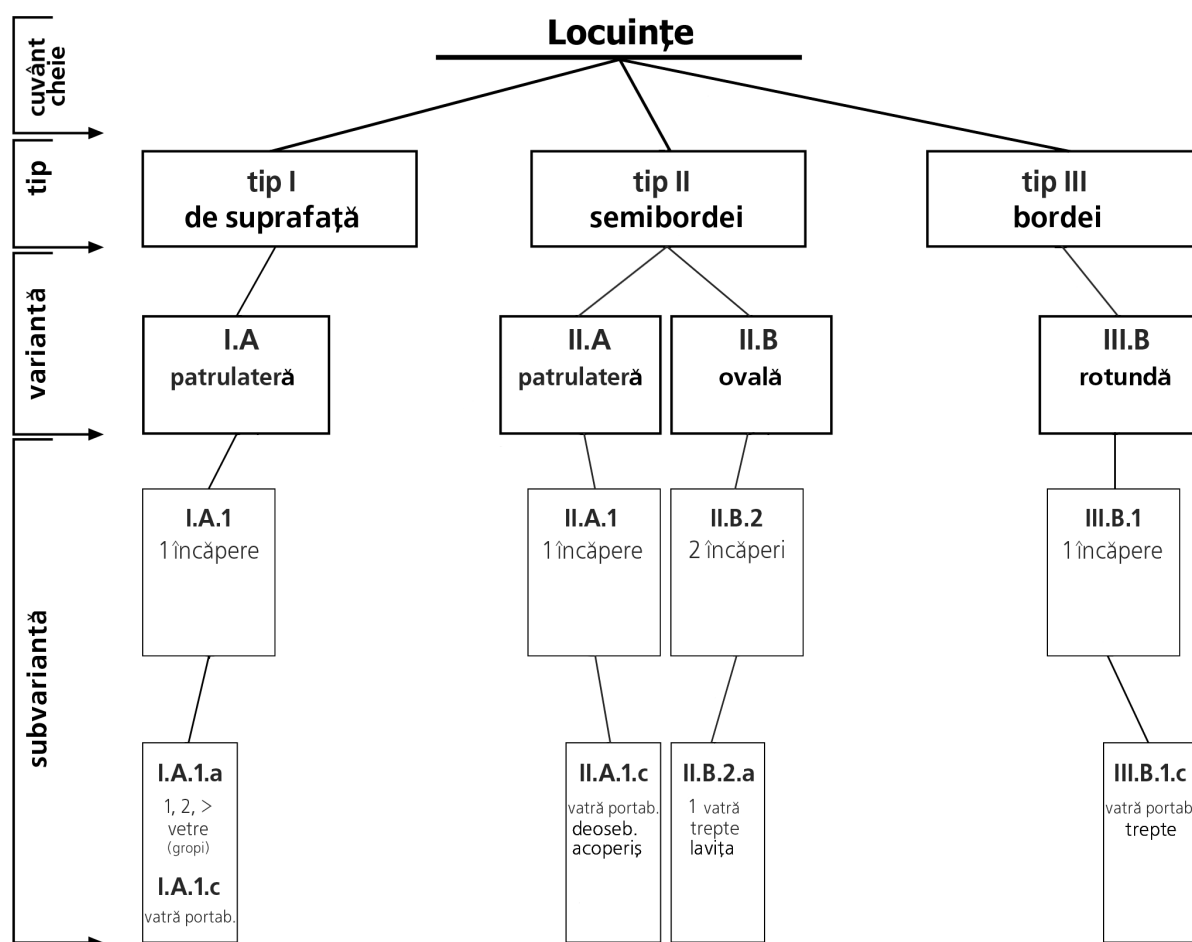 Locuințe
cuvânt
cheie
tip
tip I
de suprafață
tip II
semibordei
tip III
bordei
variantă
I.A
patrulateră
II.A
patrulateră
II.B
ovală
III.B
rotundă
subvariantă
I.A.1
1 încăpere
II.A.1
1 încăpere
II.B.2
2 încăperi
III.B.1
1 încăpere
I.A.1.a
1, 2, >
vetre
(gropi)
I.A.1.c
vatră portab.
II.A.1.c
vatră portab.
deoseb.
acoperiș
II.B.2.a
1 vatră
trepte
lavița
III.B.1.c
vatră portab
trepte